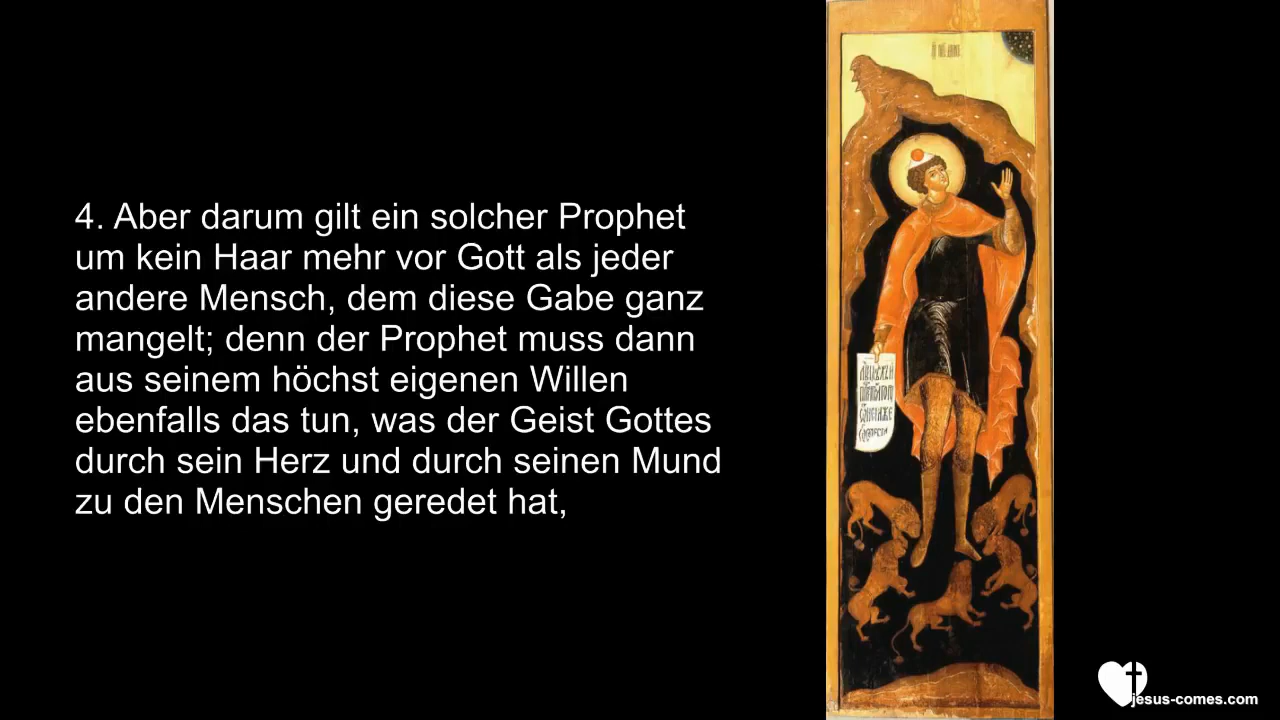 4. Aber darum gilt ein solcher Prophet
um kein Haar mehr vor Gott als jeder
andere Mensch, dem diese Gabe ganz
mangelt; denn der Prophet muss dann
aus seinem höchst eigenen Willen
ebenfalls das tun, was der Geist Gottes
durch sein Herz und durch seinen Mund
zu den Menschen geredet hat,
jesus-comes.com